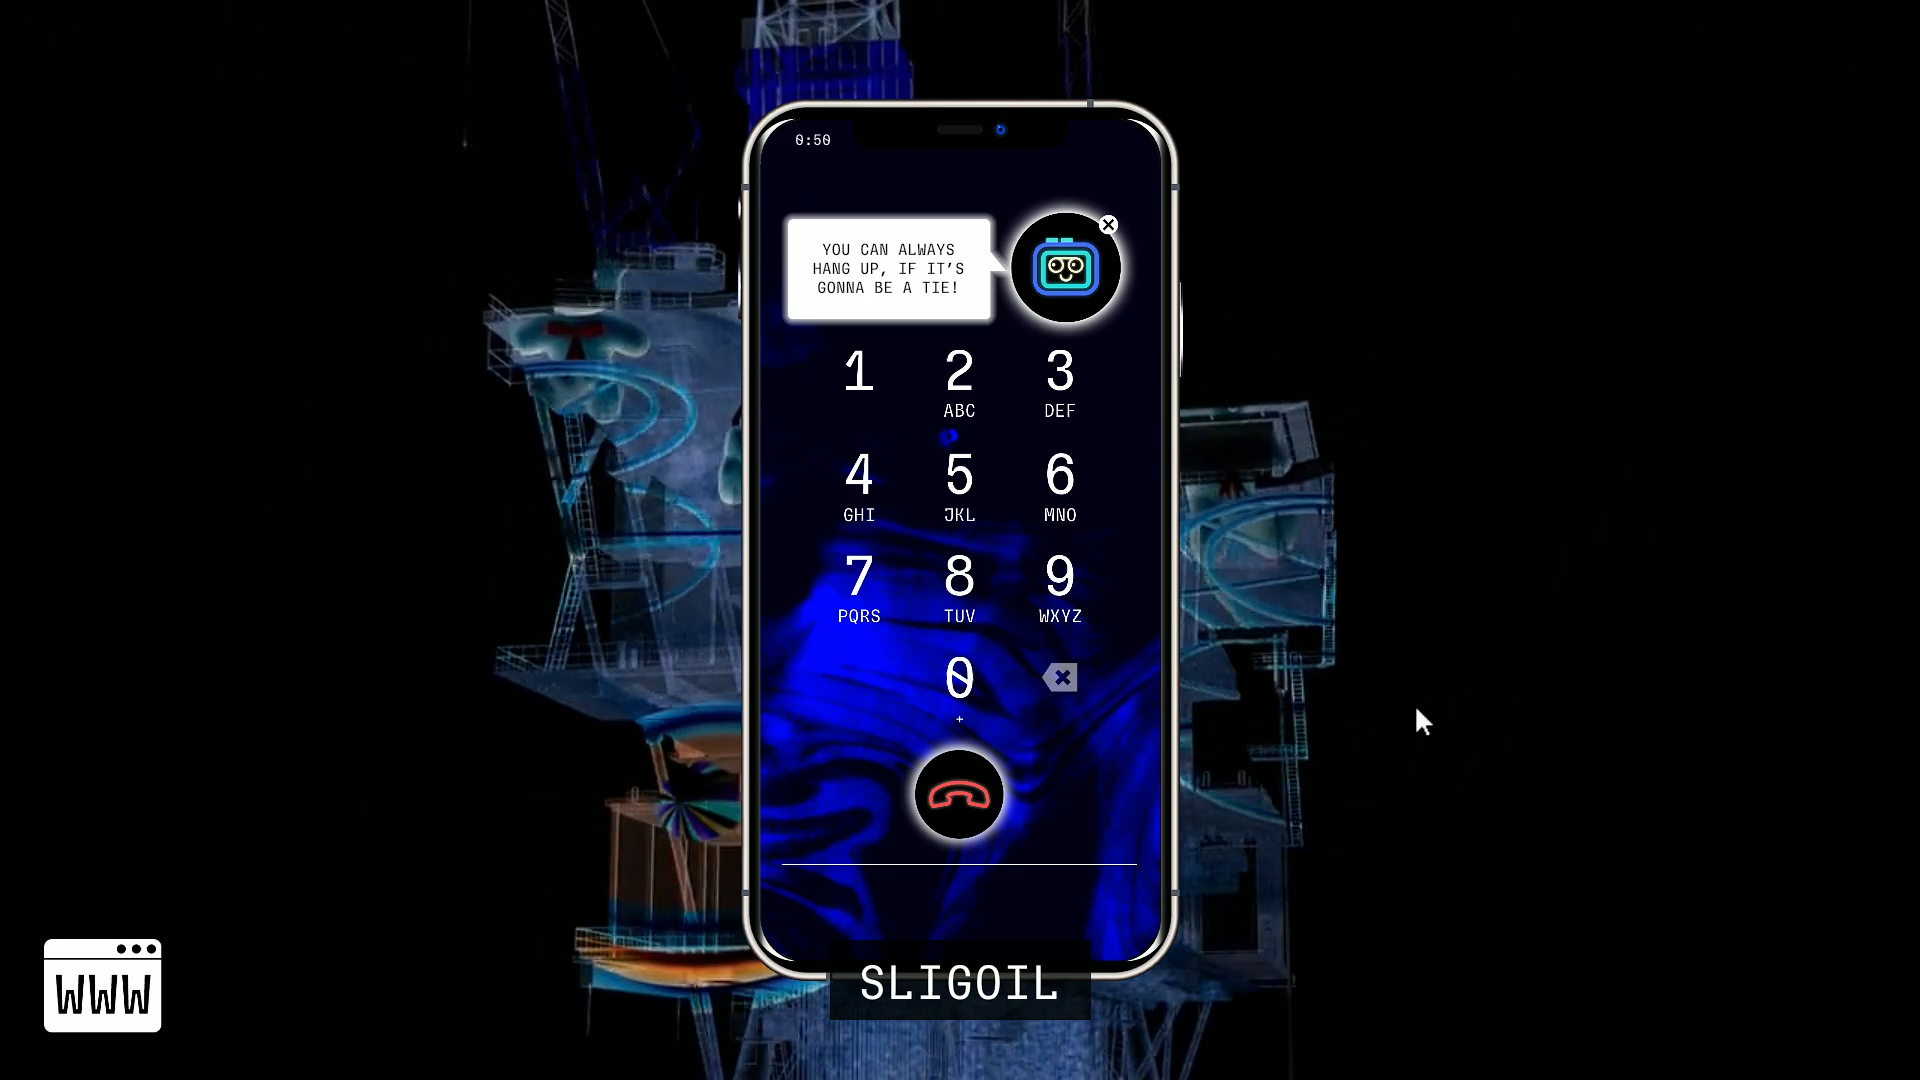 0:50
YOU CAN ALWAYS
HANG UP, IF IT'S
GONNA BE A TIE!
1 2 3
ABC DEF
4 5 6
GHI JKL MNO
7 8 9
PQRS TUV WXYZ
0
+
SLIGOIL
WWW